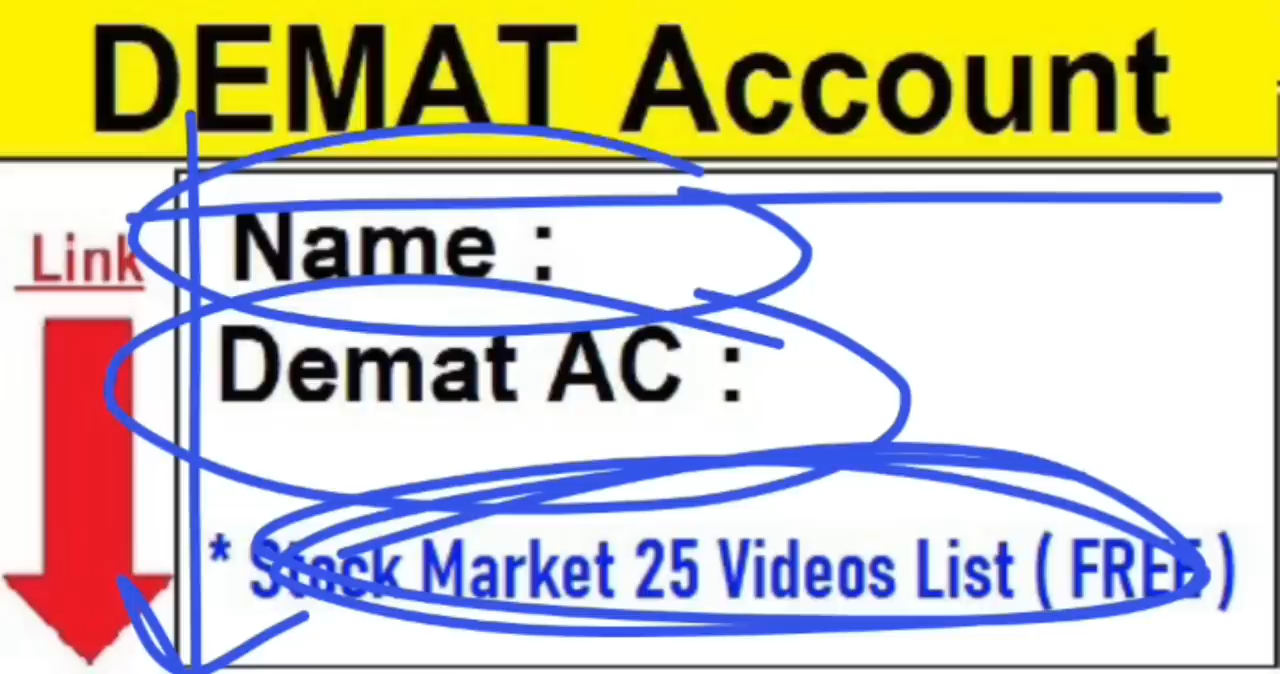 DEMAT Account
Link
Name :
Demat AC :
* Stock Market 25 Videos List ( FREE )